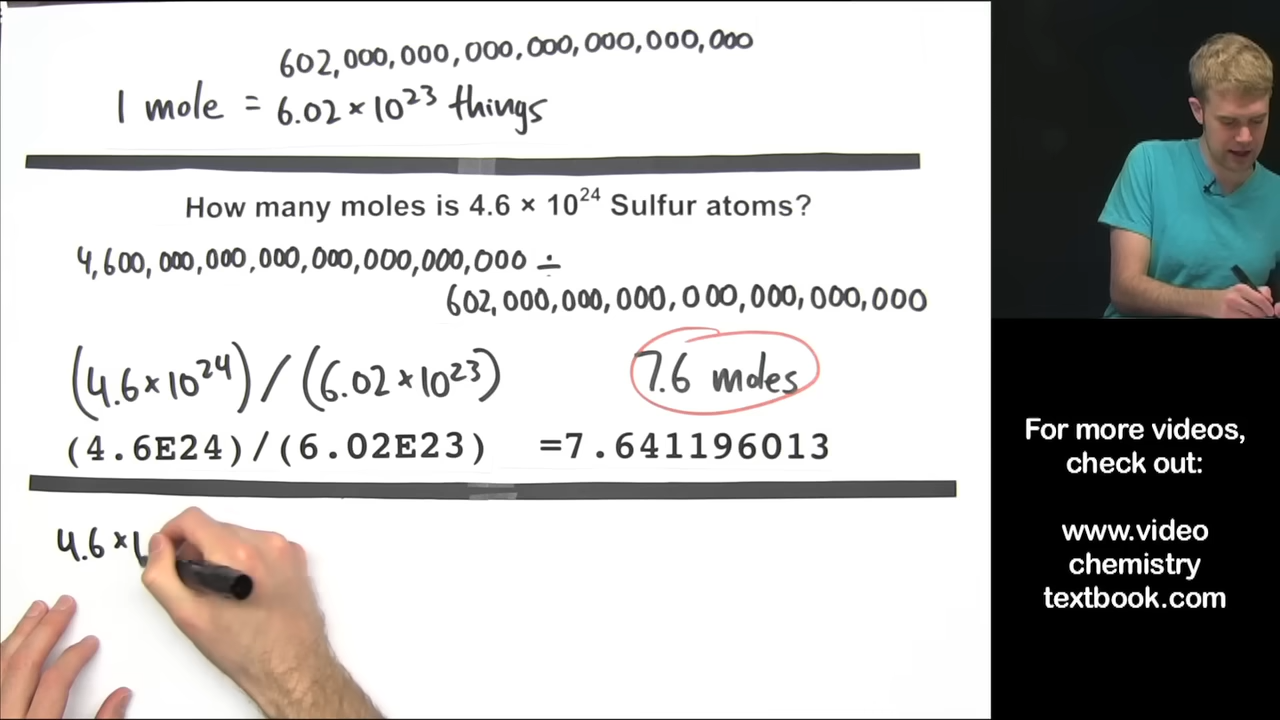 602,000,000,000,000,000,000,000
1 mole = 6.02 × 10²³ things
How many moles is 4.6 × 10²⁴ Sulfur atoms?
4,600,000,000,000,000,000,000,000 ÷
602,000,000,000,000,000,000,000
(4.6 × 10²⁴) / (6.02 × 10²³)
7.6 moles
(4.6E24)/(6.02E23) =7.641196013
4.6 × 1
For more videos,
check out:
www.video
chemistry
textbook.com